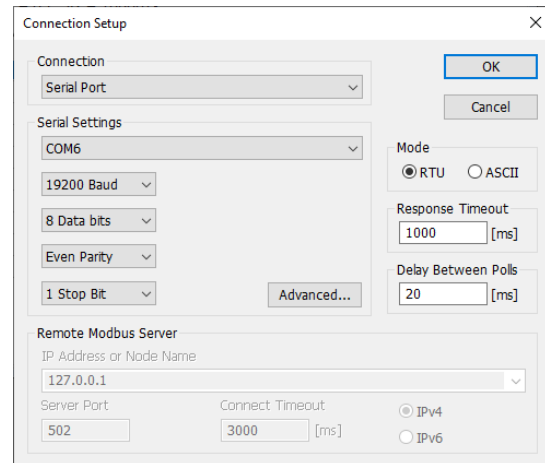 Connection Setup
Connection
Serial Port
OK
Cancel
Serial Settings
COM6
19200 Baud
8 Data bits
Even Parity
1 Stop Bit
Advanced...
Mode
RTU
ASCII
Response Timeout
1000 [ms]
Delay Between Polls
20 [ms]
Remote Modbus Server
IP Address or Node Name
127.0.0.1
Server Port
502
Connect Timeout
3000 [ms]
IPv4
IPv6